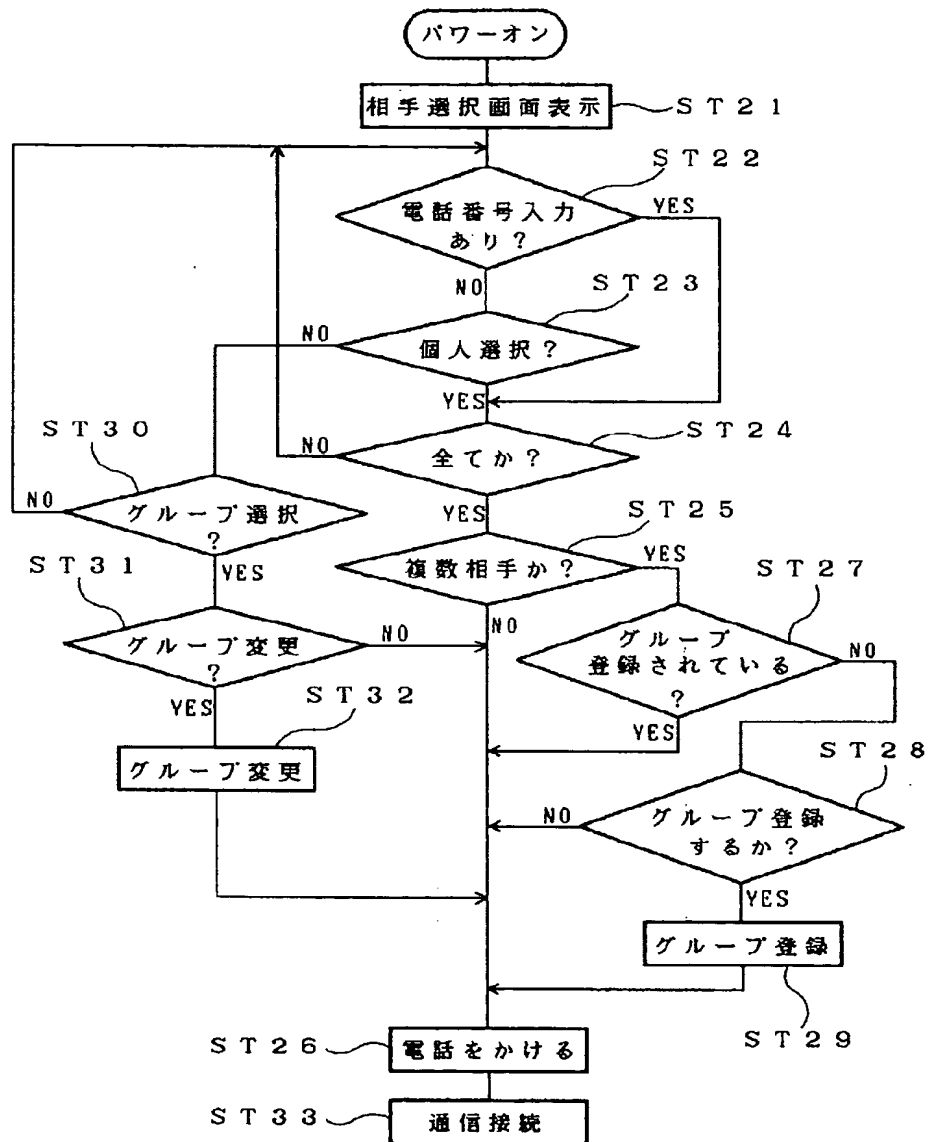 パワーオン
相手選択画面表示
ST21
ST22
電話番号入力
あり?
YES
NO
ST23
NO
個人選択?
YES
ST30
NO
ST24
全てか?
NO
グループ選択
?
YES
ST25
ST31
YES
複数相手か?
YES
ST27
グループ変更
?
NO
NO
グループ
登録されている
?
NO
YES
ST32
YES
ST28
グループ変更
NO
グループ登録
するか?
YES
グループ登録
ST26
電話をかける
ST29
ST33
通信接続